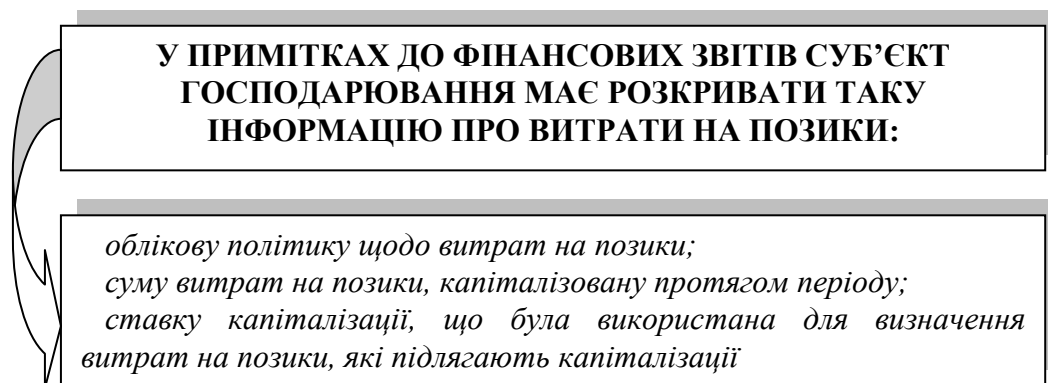 У ПРИМІТКАХ ДО ФІНАНСОВИХ ЗВІТІВ СУБ’ЄКТ
ГОСПОДАРЮВАННЯ МАЄ РОЗКРИВАТИ ТАКУ
ІНФОРМАЦІЮ ПРО ВИТРАТИ НА ПОЗИКИ:
облікову політику щодо витрат на позики;
суму витрат на позики, капіталізовану протягом періоду;
ставку капіталізації, що була використана для визначення
витрат на позики, які підлягають капіталізації